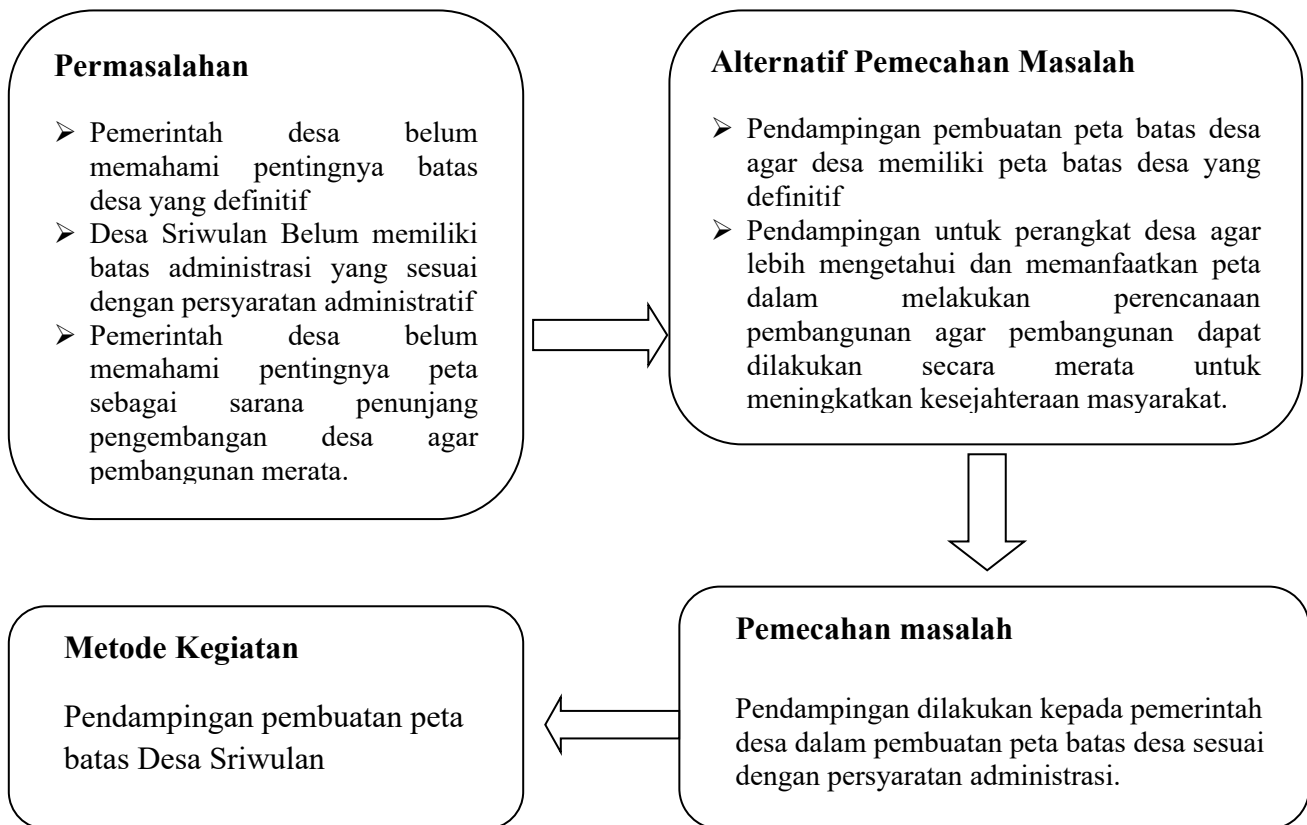 Permasalahan
➢ Pemerintah desa belum
memahami pentingnya batas
desa yang definitif
➢ Desa Sriwulan Belum memiliki
batas administrasi yang sesuai
dengan persyaratan administratif
➢ Pemerintah desa belum
memahami pentingnya peta
sebagai sarana penunjang
pengembangan desa agar
pembangunan merata.
Alternatif Pemecahan Masalah
➢ Pendampingan pembuatan peta batas desa
agar desa memiliki peta batas desa yang
definitif
➢ Pendampingan untuk perangkat desa agar
lebih mengetahui dan memanfaatkan peta
dalam melakukan perencanaan
pembangunan agar pembangunan dapat
dilakukan secara merata untuk
meningkatkan kesejahteraan masyarakat.
Pemecahan masalah
Pendampingan dilakukan kepada pemerintah
desa dalam pembuatan peta batas desa sesuai
dengan persyaratan administrasi.
Metode Kegiatan
Pendampingan pembuatan peta
batas Desa Sriwulan